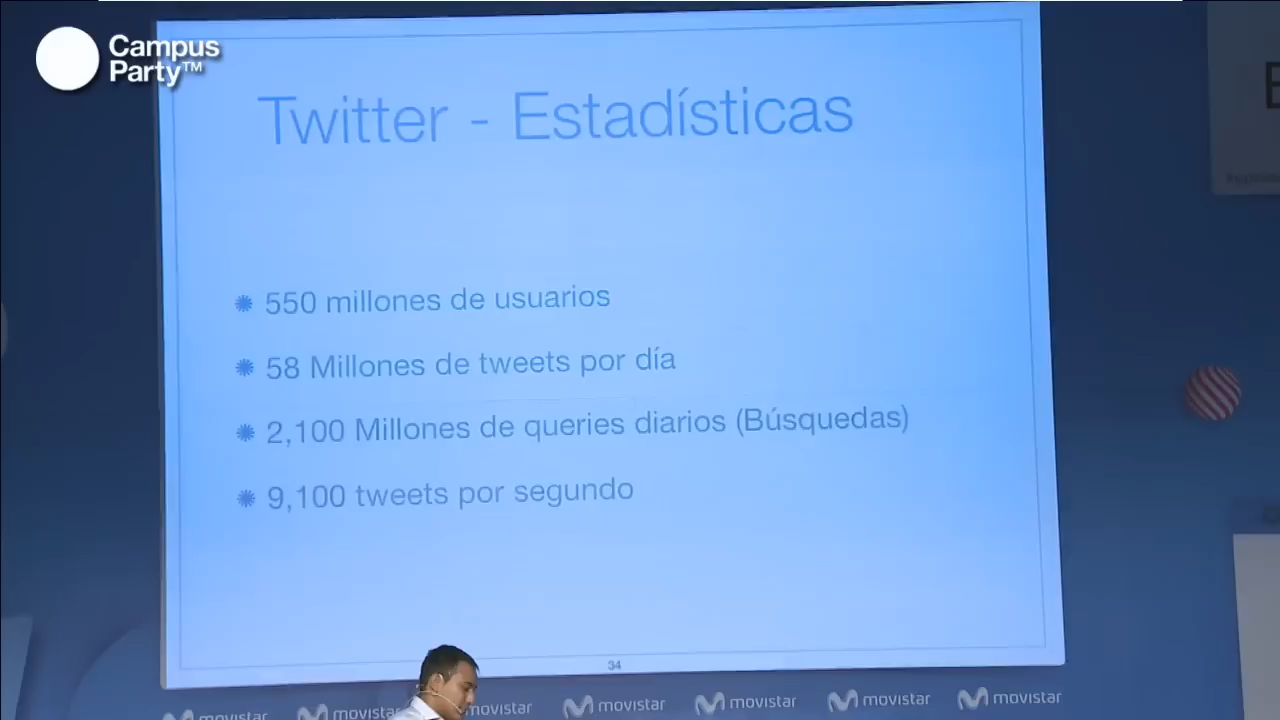 Campus
Party™
Twitter - Estadísticas
550 millones de usuarios
58 Millones de tweets por día
2,100 Millones de queries diarios (Búsquedas)
9,100 tweets por segundo
34
movistar movistar movistar movistar movistar movistar movistar